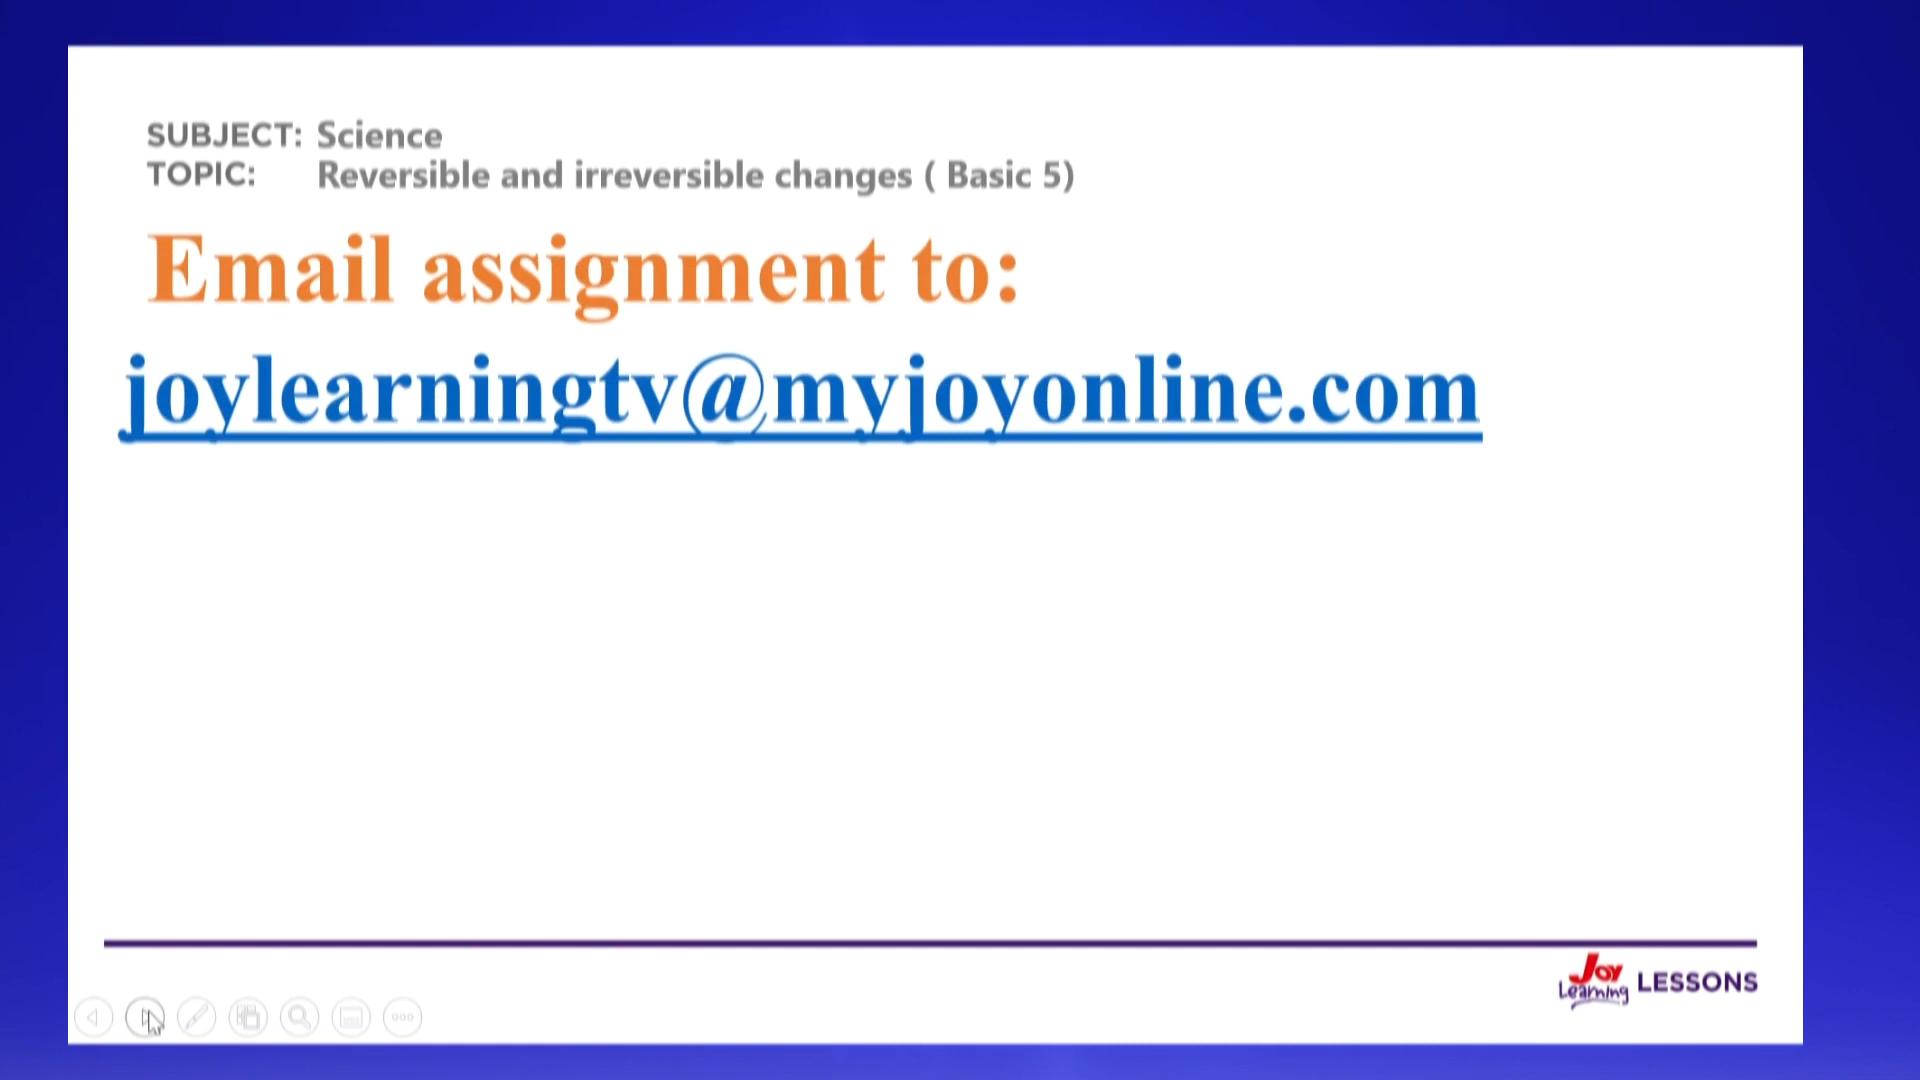 SUBJECT: Science
TOPIC: Reversible and irreversible changes ( Basic 5)
Email assignment to:
joylearningtv@myjoyonline.com
Joy Learning LESSONS